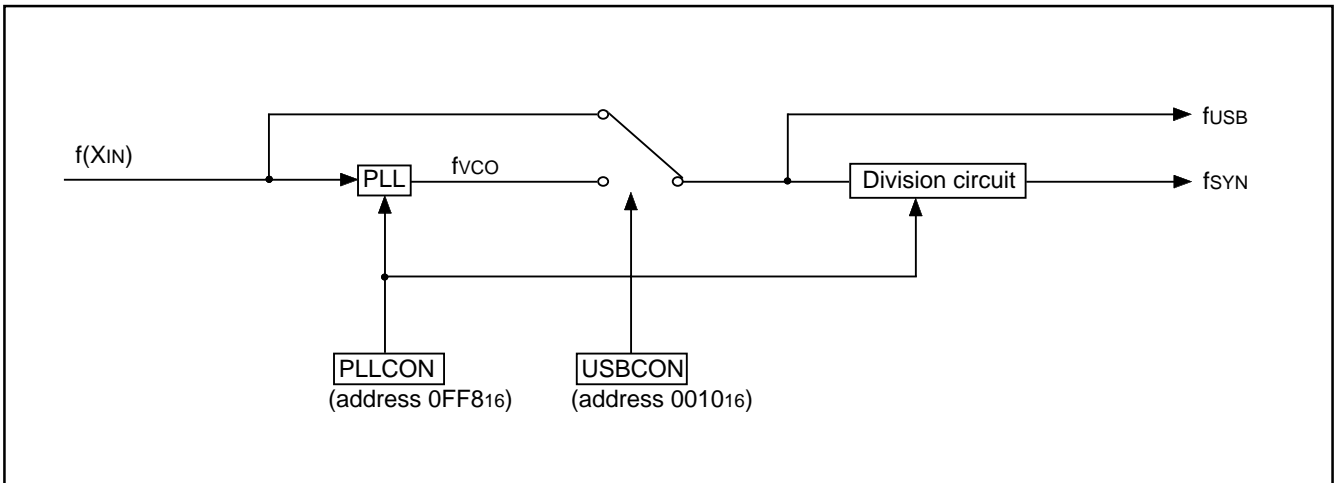 fUSB
f(XIN)
PLL
fVCO
Division circuit
fSYN
PLLCON
(address 0FF816)
USBCON
(address 001016)